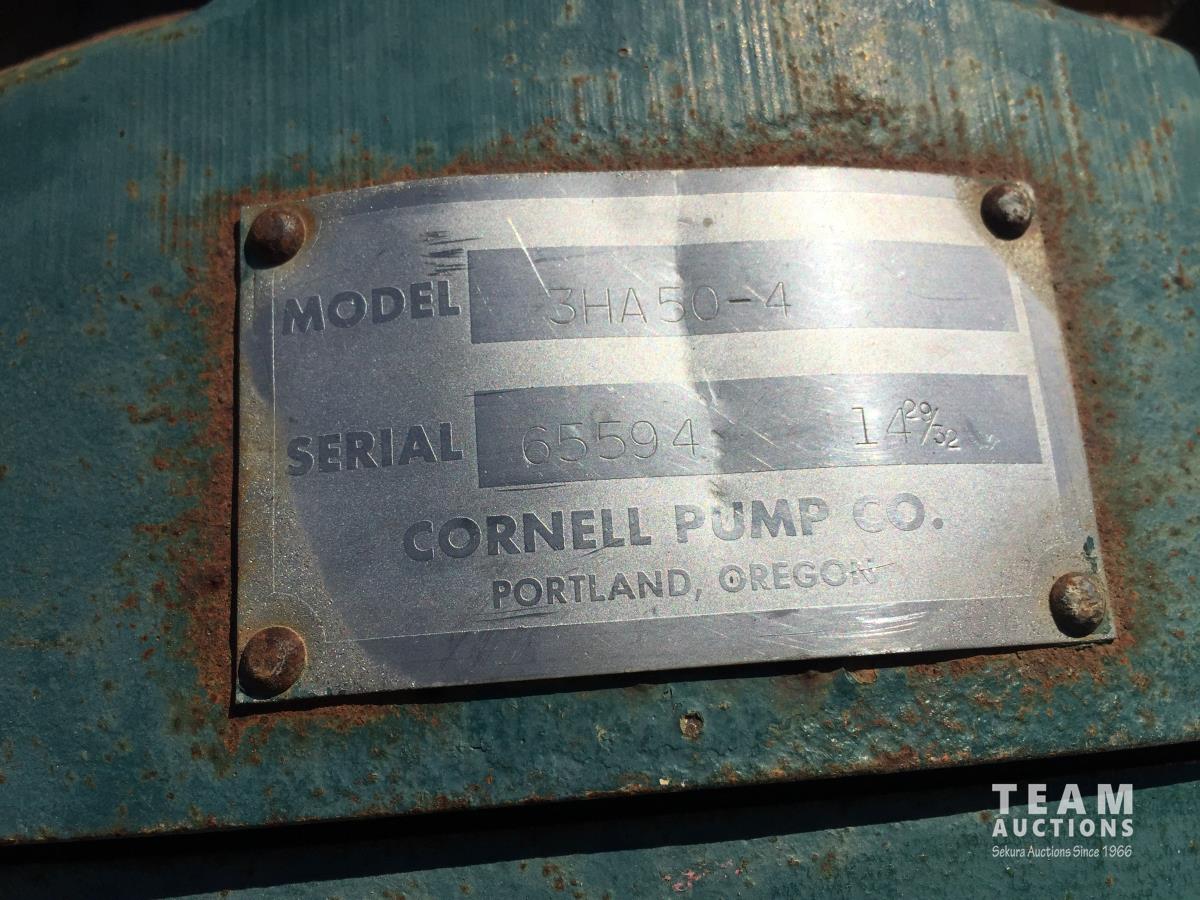 MODEL 3HA50-4
SERIAL 65594 14 29/32
CORNELL PUMP CO.
PORTLAND, OREGON
TEAM
AUCTIONS
Sekura Auctions Since 1966